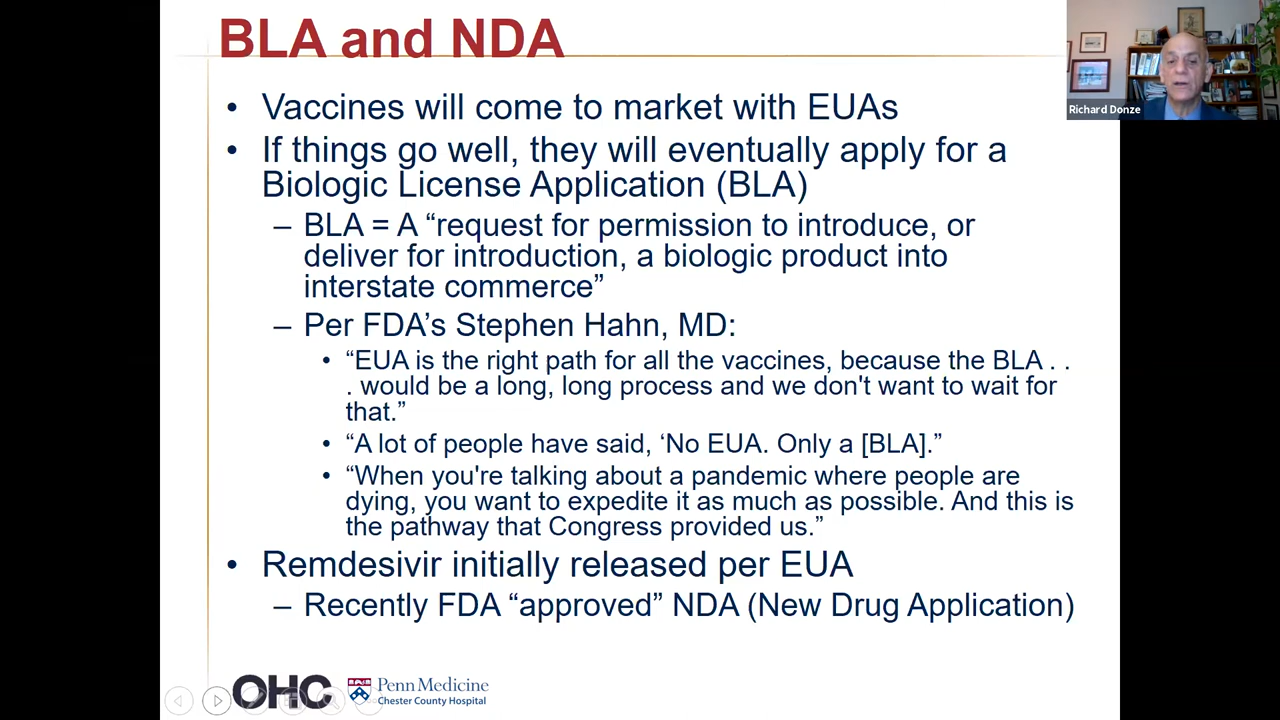 BLA and NDA
Richard Donze
• Vaccines will come to market with EUAs
• If things go well, they will eventually apply for a
Biologic License Application (BLA)
– BLA = A “request for permission to introduce, or
deliver for introduction, a biologic product into
interstate commerce”
– Per FDA’s Stephen Hahn, MD:
• “EUA is the right path for all the vaccines, because the BLA . .
. would be a long, long process and we don't want to wait for
that.”
• “A lot of people have said, ‘No EUA. Only a [BLA].”
• “When you're talking about a pandemic where people are
dying, you want to expedite it as much as possible. And this is
the pathway that Congress provided us.”
• Remdesivir initially released per EUA
– Recently FDA “approved” NDA (New Drug Application)
OHC
Penn Medicine
Chester County Hospital